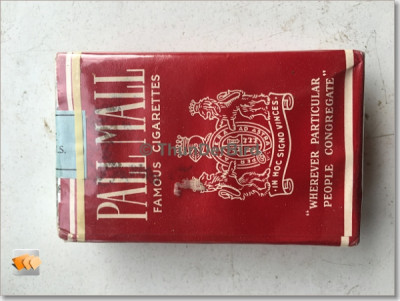 PALL MALL
FAMOUS CIGARETTES
IN HOC SIGNO VINCES
"WHEREVER PARTICULAR
PEOPLE CONGREGATE"